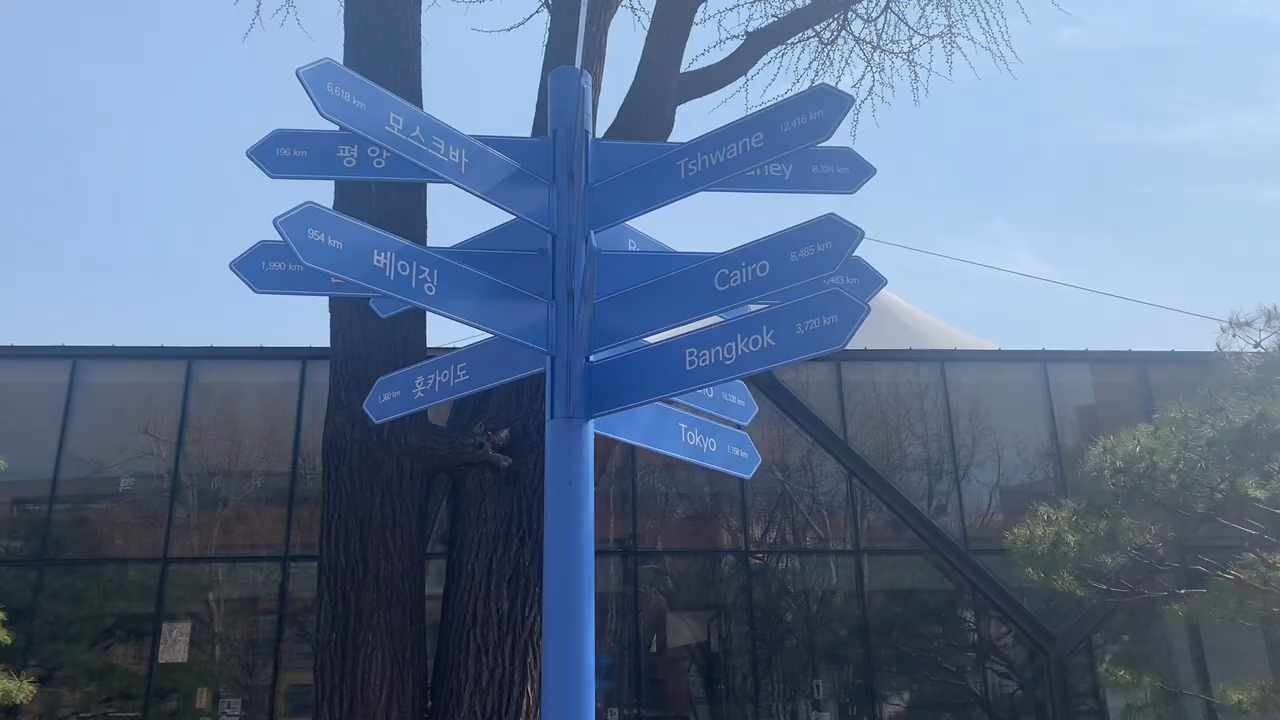 6,618 km 모스크바
196 km 평양
954 km 베이징
1,990 km
홋카이도
Tshwane 12,416 km
8,324 km
Cairo 8,485 km
Bangkok 3,720 km
Tokyo 1,158 km